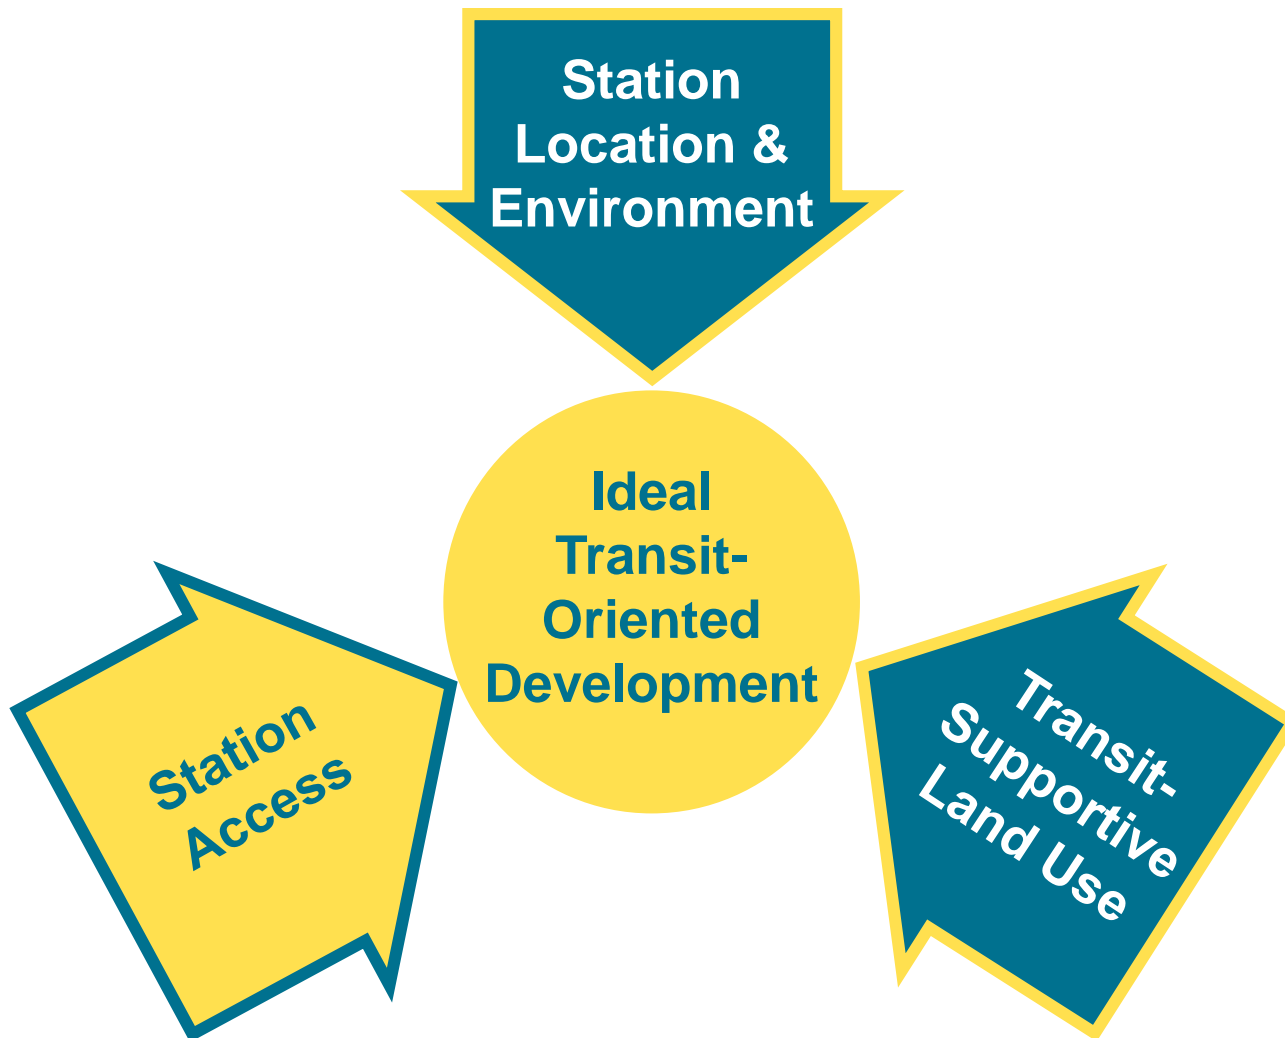 Station
Location &
Environment
Ideal
Transit-
Oriented
Development
Station
Access
Transit-
Supportive
Land Use